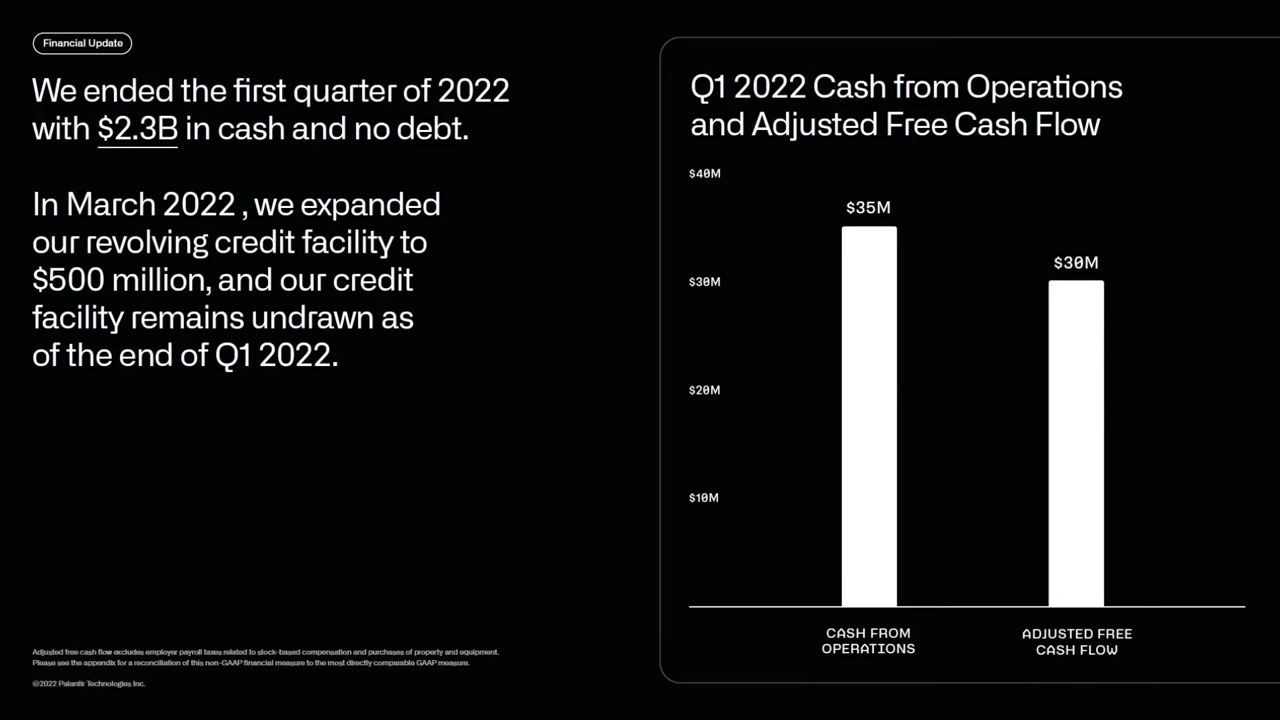 Financial Update
We ended the first quarter of 2022
with $2.3B in cash and no debt.
In March 2022 , we expanded
our revolving credit facility to
$500 million, and our credit
facility remains undrawn as
of the end of Q1 2022.
Adjusted free cash flow excludes employer payroll taxes related to stock-based compensation and purchases of property and equipment.
Please see the appendix for a reconciliation of this non-GAAP financial measure to the most directly comparable GAAP measure.
©2022 Palantir Technologies Inc.
Q1 2022 Cash from Operations
and Adjusted Free Cash Flow
$40M
$35M
$30M
$30M
$20M
$10M
CASH FROM
OPERATIONS
ADJUSTED FREE
CASH FLOW